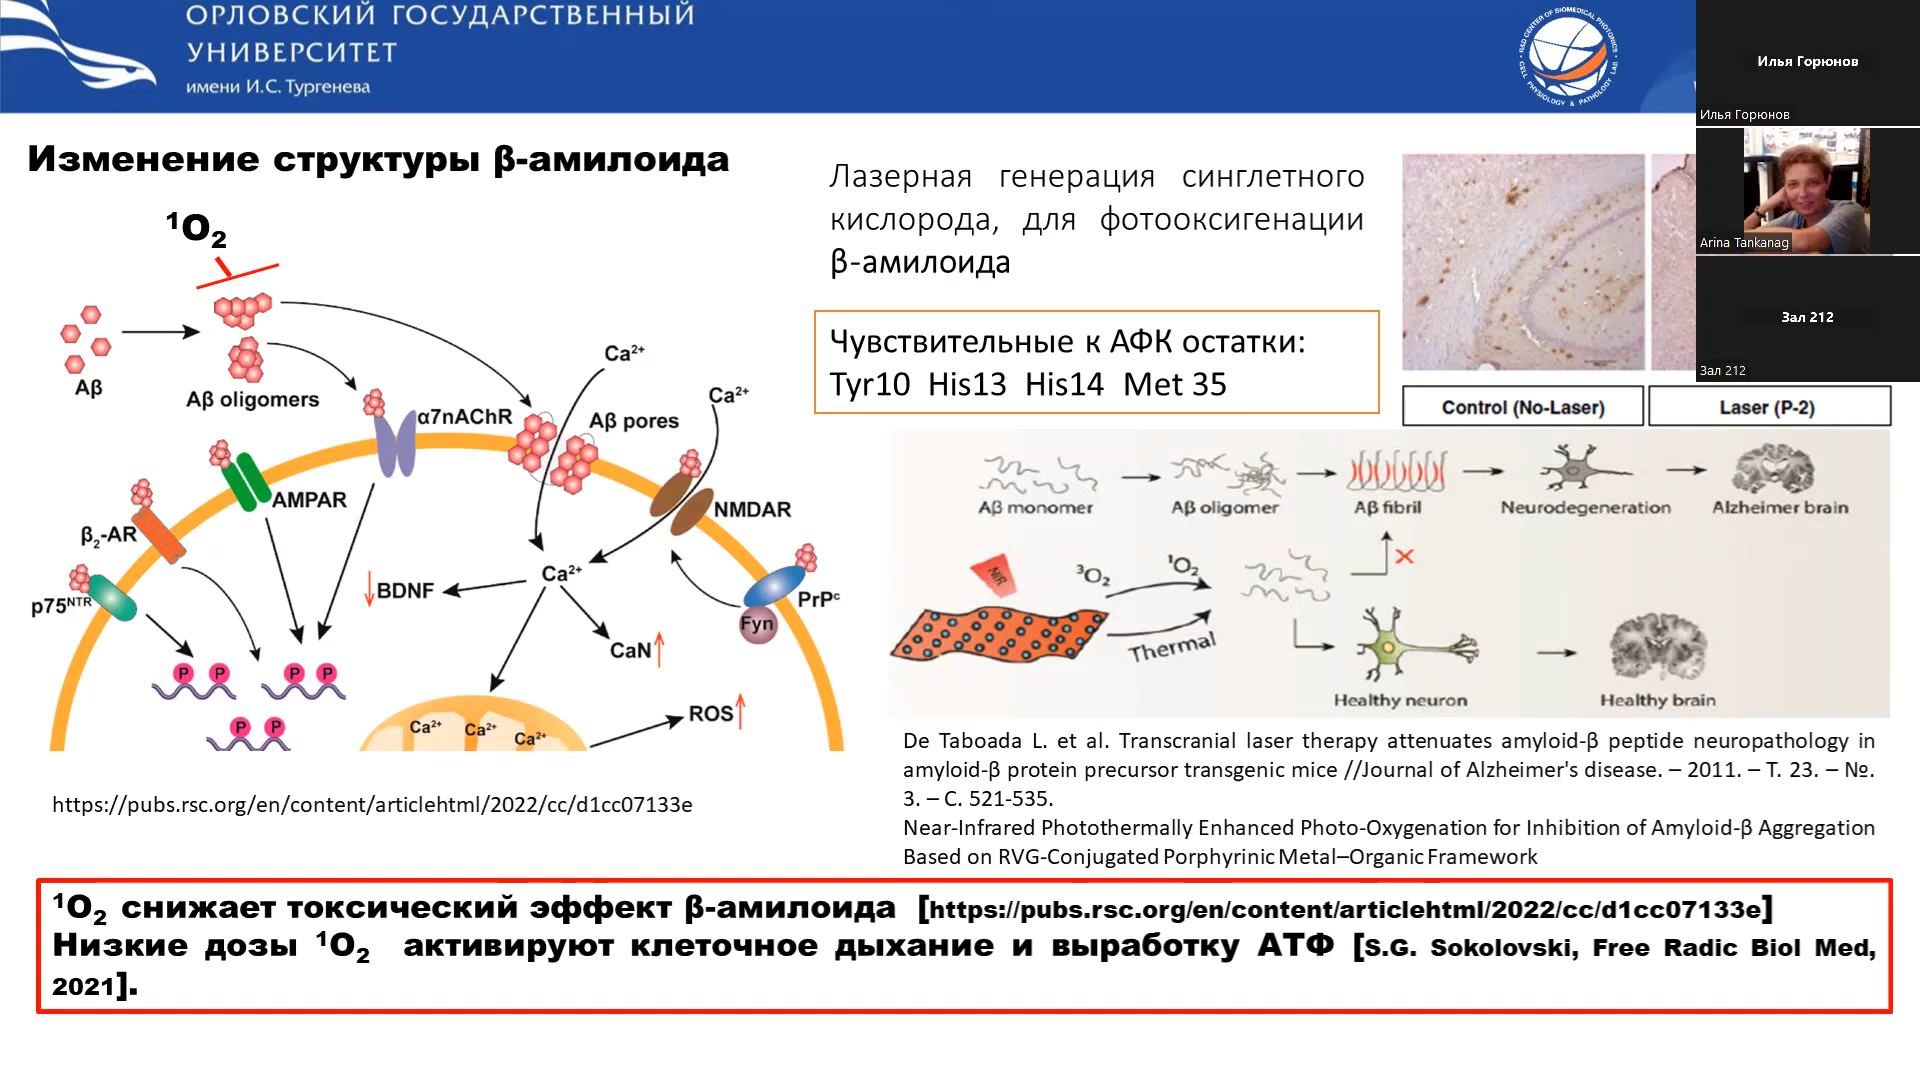 ОРЛОВСКИЙ ГОСУДАРСТВЕННЫЙ
УНИВЕРСИТЕТ
имени И.С. Тургенева
R&D CENTER OF BIOMEDICAL PHOTONICS
CELL PHYSIOLOGY & PATHOLOGY LAB
Илья Горюнов
Илья Горюнов
Arina Tankanag
Зал 212
Зал 212
Изменение структуры β-амилоида
¹O₂
Aβ
Aβ oligomers
α7nAChR
Ca²⁺
Aβ pores
Ca²⁺
AMPAR
NMDAR
β₂-AR
p75ᴺᵀᴿ
BDNF
Ca²⁺
PrPᶜ
Fyn
CaN
P P P P
P P
Ca²⁺ Ca²⁺ Ca²⁺
ROS
https://pubs.rsc.org/en/content/articlehtml/2022/cc/d1cc07133e
Лазерная генерация синглетного
кислорода, для фотооксигенации
β-амилоида
Чувствительные к АФК остатки:
Tyr10 His13 His14 Met 35
Control (No-Laser)
Laser (P-2)
Aβ monomer
Aβ oligomer
Aβ fibril
Neurodegeneration
Alzheimer brain
NIR
³O₂
¹O₂
Thermal
Healthy neuron
Healthy brain
De Taboada L. et al. Transcranial laser therapy attenuates amyloid-β peptide neuropathology in
amyloid-β protein precursor transgenic mice //Journal of Alzheimer's disease. – 2011. – Т. 23. – №.
3. – С. 521-535.
Near-Infrared Photothermally Enhanced Photo-Oxygenation for Inhibition of Amyloid-β Aggregation
Based on RVG-Conjugated Porphyrinic Metal–Organic Framework
¹O₂ снижает токсический эффект β-амилоида [https://pubs.rsc.org/en/content/articlehtml/2022/cc/d1cc07133e]
Низкие дозы ¹O₂ активируют клеточное дыхание и выработку АТФ [S.G. Sokolovski, Free Radic Biol Med,
2021].